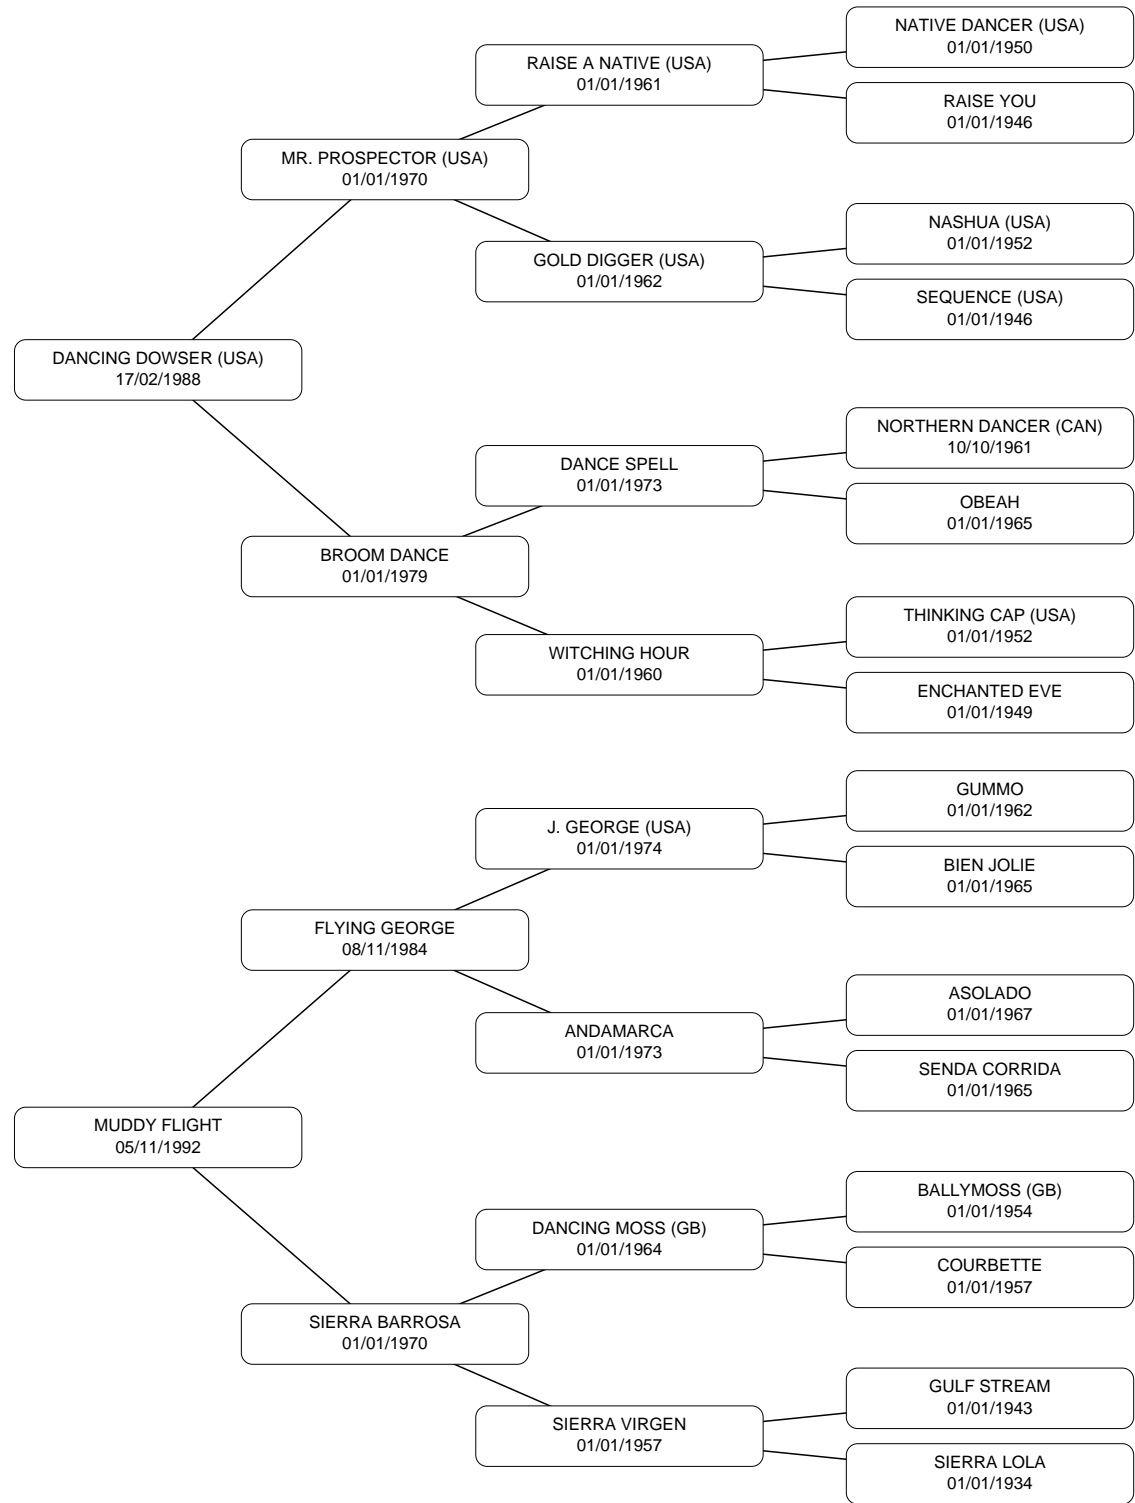 NATIVE DANCER (USA)
01/01/1950
RAISE A NATIVE (USA)
01/01/1961
RAISE YOU
01/01/1946
MR. PROSPECTOR (USA)
01/01/1970
NASHUA (USA)
01/01/1952
GOLD DIGGER (USA)
01/01/1962
SEQUENCE (USA)
01/01/1946
DANCING DOWSER (USA)
17/02/1988
NORTHERN DANCER (CAN)
10/10/1961
DANCE SPELL
01/01/1973
OBEAH
01/01/1965
BROOM DANCE
01/01/1979
THINKING CAP (USA)
01/01/1952
WITCHING HOUR
01/01/1960
ENCHANTED EVE
01/01/1949
GUMMO
01/01/1962
J. GEORGE (USA)
01/01/1974
BIEN JOLIE
01/01/1965
FLYING GEORGE
08/11/1984
ASOLADO
01/01/1967
ANDAMARCA
01/01/1973
SENDA CORRIDA
01/01/1965
MUDDY FLIGHT
05/11/1992
BALLYMOSS (GB)
01/01/1954
DANCING MOSS (GB)
01/01/1964
COURBETTE
01/01/1957
SIERRA BARROSA
01/01/1970
GULF STREAM
01/01/1943
SIERRA VIRGEN
01/01/1957
SIERRA LOLA
01/01/1934